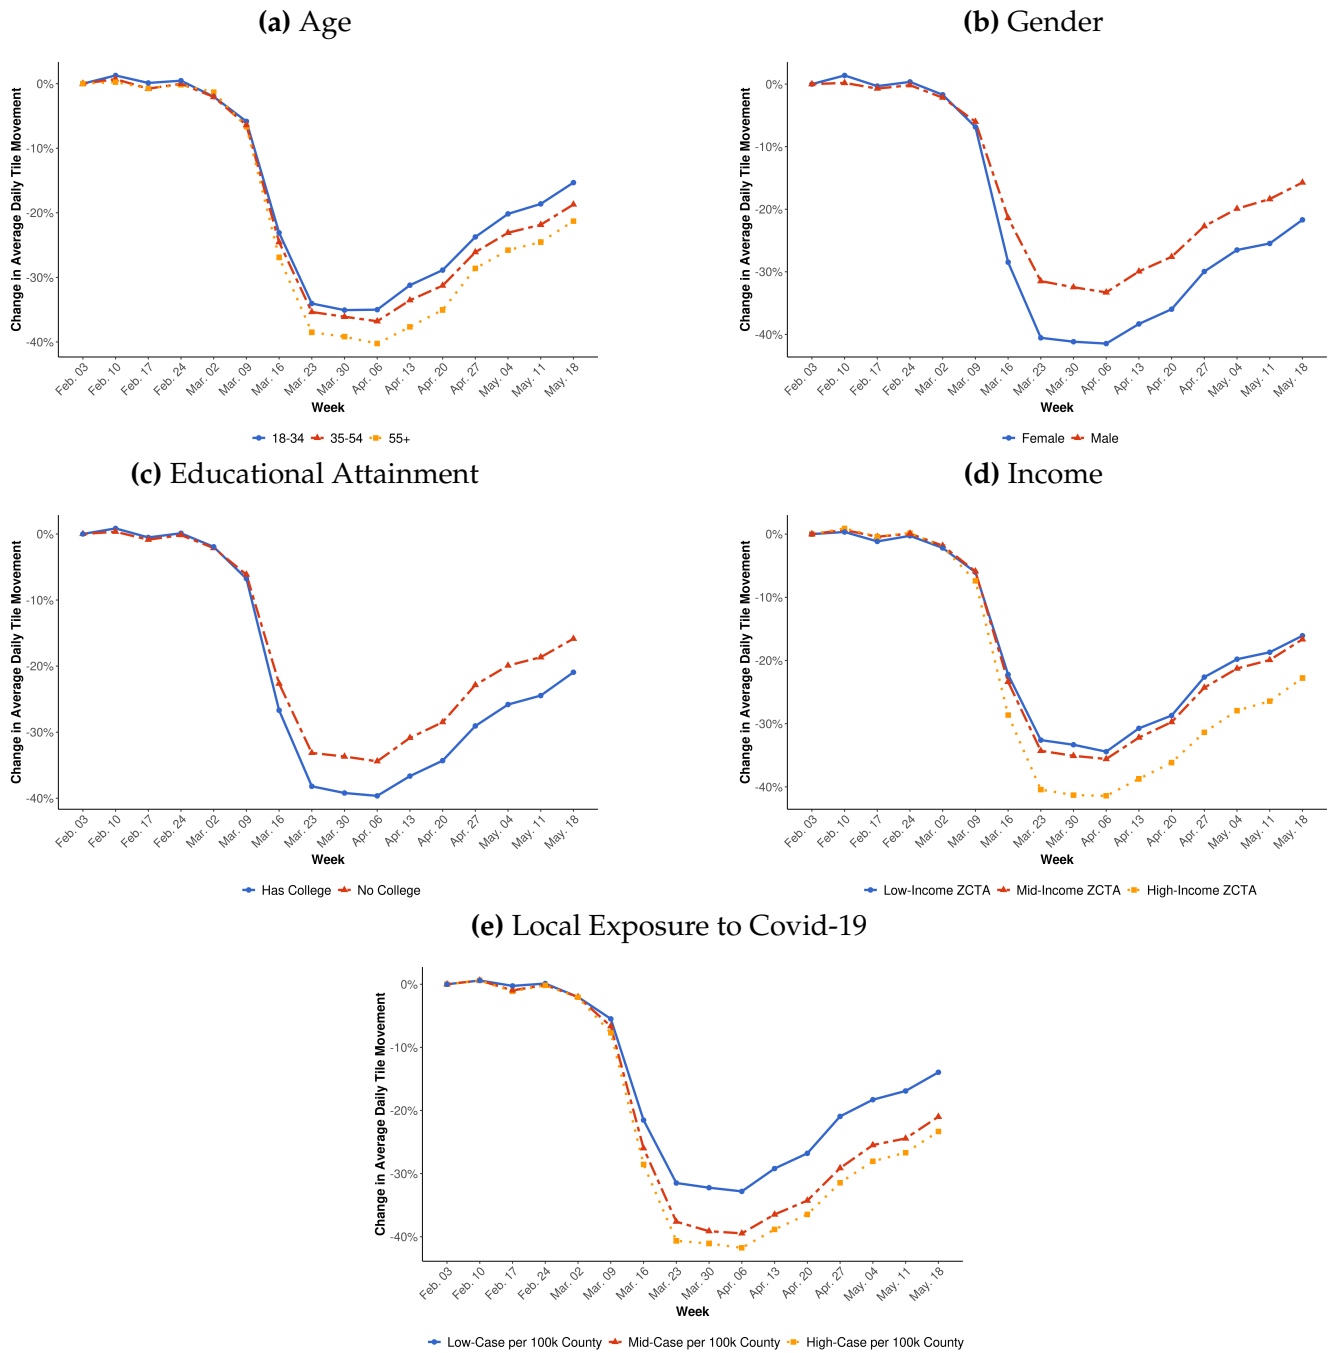 (a) Age
Change in Average Daily Tile Movement
0%
-10%
-20%
-30%
-40%
Feb. 03
Feb. 10
Feb. 17
Feb. 24
Mar. 02
Mar. 09
Mar. 16
Mar. 23
Mar. 30
Apr. 06
Apr. 13
Apr. 20
Apr. 27
May. 04
May. 11
May. 18
Week
18-34 35-54 55+
(b) Gender
Change in Average Daily Tile Movement
0%
-10%
-20%
-30%
-40%
Feb. 03
Feb. 10
Feb. 17
Feb. 24
Mar. 02
Mar. 09
Mar. 16
Mar. 23
Mar. 30
Apr. 06
Apr. 13
Apr. 20
Apr. 27
May. 04
May. 11
May. 18
Week
Female Male
(c) Educational Attainment
Change in Average Daily Tile Movement
0%
-10%
-20%
-30%
-40%
Feb. 03
Feb. 10
Feb. 17
Feb. 24
Mar. 02
Mar. 09
Mar. 16
Mar. 23
Mar. 30
Apr. 06
Apr. 13
Apr. 20
Apr. 27
May. 04
May. 11
May. 18
Week
Has College No College
(d) Income
Change in Average Daily Tile Movement
0%
-10%
-20%
-30%
-40%
Feb. 03
Feb. 10
Feb. 17
Feb. 24
Mar. 02
Mar. 09
Mar. 16
Mar. 23
Mar. 30
Apr. 06
Apr. 13
Apr. 20
Apr. 27
May. 04
May. 11
May. 18
Week
Low-Income ZCTA Mid-Income ZCTA High-Income ZCTA
(e) Local Exposure to Covid-19
Change in Average Daily Tile Movement
0%
-10%
-20%
-30%
-40%
Feb. 03
Feb. 10
Feb. 17
Feb. 24
Mar. 02
Mar. 09
Mar. 16
Mar. 23
Mar. 30
Apr. 06
Apr. 13
Apr. 20
Apr. 27
May. 04
May. 11
May. 18
Week
Low-Case per 100k County Mid-Case per 100k County High-Case per 100k County